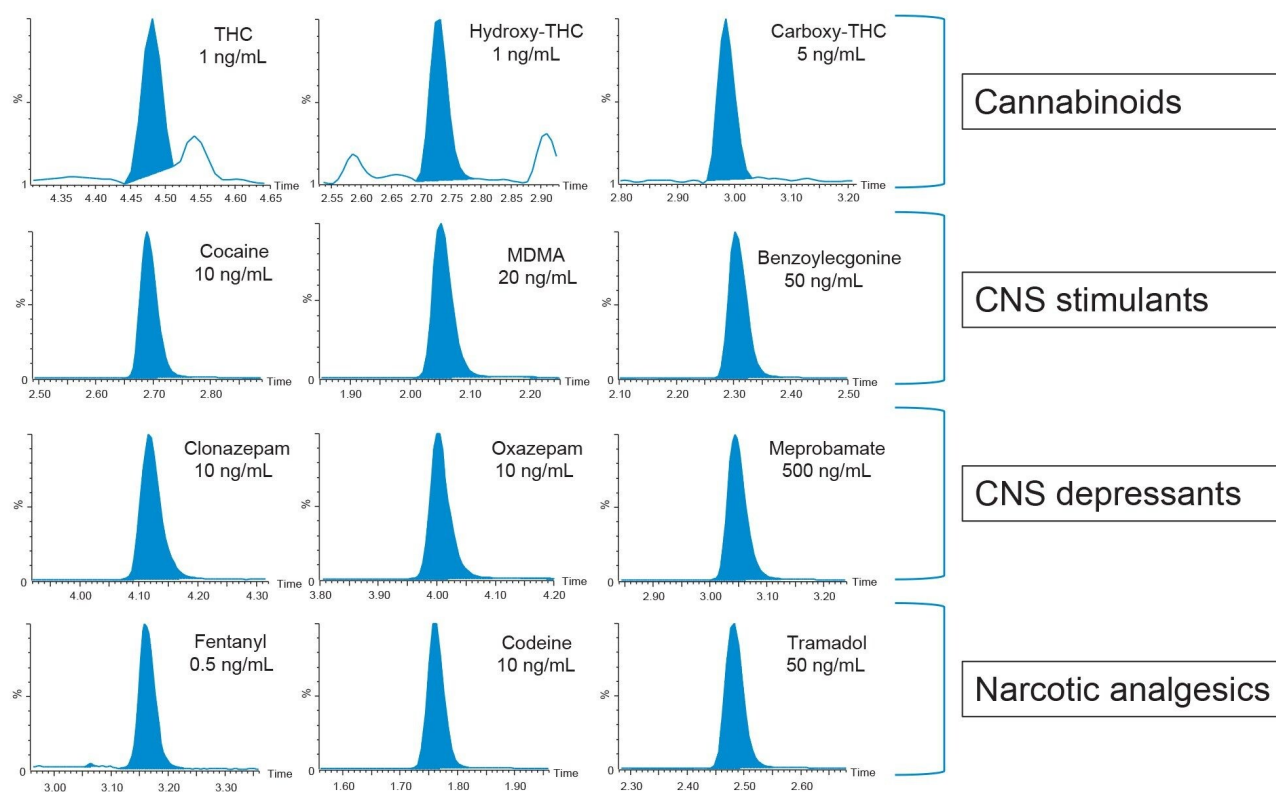 THC
1 ng/mL
%
1
4.35 4.40 4.45 4.50 4.55 4.60 4.65
Time
Hydroxy-THC
1 ng/mL
%
1
2.55 2.60 2.65 2.70 2.75 2.80 2.85 2.90
Time
Carboxy-THC
5 ng/mL
%
1
2.80 2.90 3.00 3.10 3.20
Time
Cannabinoids
Cocaine
10 ng/mL
%
0
2.50 2.60 2.70 2.80
Time
MDMA
20 ng/mL
%
0
1.90 2.00 2.10 2.20
Time
Benzoylecgonine
50 ng/mL
%
0
2.10 2.20 2.30 2.40 2.50
Time
CNS stimulants
Clonazepam
10 ng/mL
%
0
4.00 4.10 4.20 4.30
Time
Oxazepam
10 ng/mL
%
0
3.80 3.90 4.00 4.10 4.20
Time
Meprobamate
500 ng/mL
%
0
2.90 3.00 3.10 3.20
Time
CNS depressants
Fentanyl
0.5 ng/mL
%
0
3.00 3.10 3.20 3.30
Time
Codeine
10 ng/mL
%
0
1.60 1.70 1.80 1.90
Time
Tramadol
50 ng/mL
%
0
2.30 2.40 2.50 2.60
Time
Narcotic analgesics